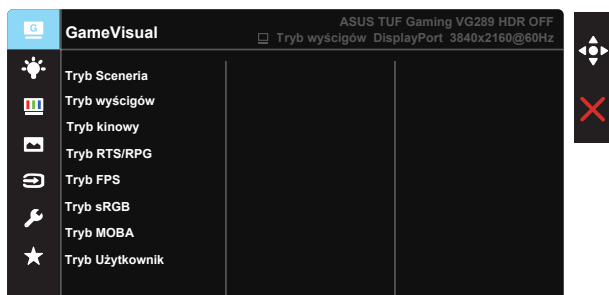 G
GameVisual
ASUS TUF Gaming VG289 HDR OFF
Tryb wyścigów DisplayPort 3840x2160@60Hz
Tryb Sceneria
Tryb wyścigów
Tryb kinowy
Tryb RTS/RPG
Tryb FPS
Tryb sRGB
Tryb MOBA
Tryb Użytkownik